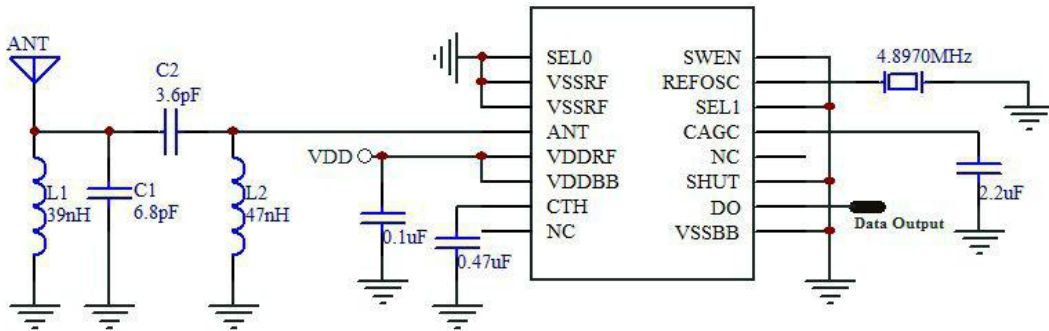 ANT
C2
3.6pF
L1
39nH
C1
6.8pF
L2
47nH
VDD
0.1uF
0.47uF
SEL0
VSSRF
VSSRF
ANT
VDDRF
VDDBB
CTH
NC
SWEN
REFOSC
SEL1
CAGC
NC
SHUT
DO
VSSBB
4.8970MHz
2.2uF
Data Output